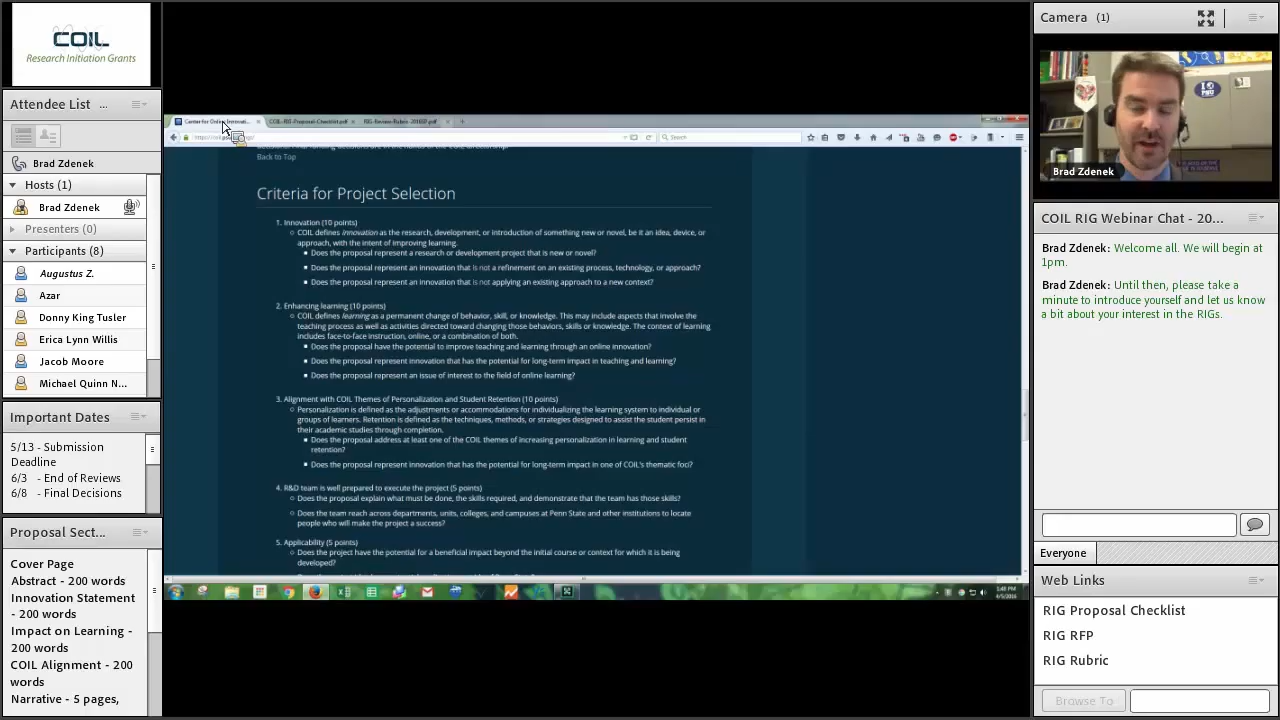 COIL
Research Initiation Grants
Attendee List ...
Brad Zdenek
Hosts (1)
Brad Zdenek
Presenters (0)
Participants (8)
Augustus Z.
Azar
Donny King Tusler
Erica Lynn Willis
Jacob Moore
Michael Quinn N...
Important Dates
5/13 - Submission
Deadline
6/3 - End of Reviews
6/8 - Final Decisions
Proposal Sect...
Cover Page
Abstract - 200 words
Innovation Statement
- 200 words
Impact on Learning -
200 words
COIL Alignment - 200
words
Narrative - 5 pages,
Center for Online Innovati...
COIL-RIG-Proposal-Checklist.pdf
RIG-Review-Rubric-2016SP.pdf
Search
Back to Top
Criteria for Project Selection
1. Innovation (10 points)
COIL defines innovation as the research, development, or introduction of something new or novel, be it an idea, device, or
approach, with the intent of improving learning.
Does the proposal represent a research or development project that is new or novel?
Does the proposal represent an innovation that is not a refinement on an existing process, technology, or approach?
Does the proposal represent an innovation that is not applying an existing approach to a new context?
2. Enhancing learning (10 points)
COIL defines learning as a permanent change of behavior, skill, or knowledge. This may include aspects that involve the
teaching process as well as activities directed toward changing those behaviors, skills or knowledge. The context of learning
includes face-to-face instruction, online, or a combination of both.
Does the proposal have the potential to improve teaching and learning through an online innovation?
Does the proposal represent innovation that has the potential for long-term impact in teaching and learning?
Does the proposal represent an issue of interest to the field of online learning?
3. Alignment with COIL Themes of Personalization and Student Retention (10 points)
Personalization is defined as the adjustments or accommodations for individualizing the learning system to individual or
groups of learners. Retention is defined as the techniques, methods, or strategies designed to assist the student persist in
their academic studies through completion.
Does the proposal address at least one of the COIL themes of increasing personalization in learning and student
retention?
Does the proposal represent innovation that has the potential for long-term impact in one of COIL's thematic foci?
4. R&D team is well prepared to execute the project (5 points)
Does the proposal explain what must be done, the skills required, and demonstrate that the team has those skills?
Does the team reach across departments, units, colleges, and campuses at Penn State and other institutions to locate
people who will make the project a success?
5. Applicability (5 points)
Does the project have the potential for a beneficial impact beyond the initial course or context for which it is being
developed?
1:48 PM
4/5/2016
Camera (1)
Brad Zdenek
COIL RIG Webinar Chat - 20...
Brad Zdenek: Welcome all. We will begin at
1pm.
Brad Zdenek: Until then, please take a
minute to introduce yourself and let us know
a bit about your interest in the RIGs.
Everyone
Web Links
RIG Proposal Checklist
RIG RFP
RIG Rubric
Browse To